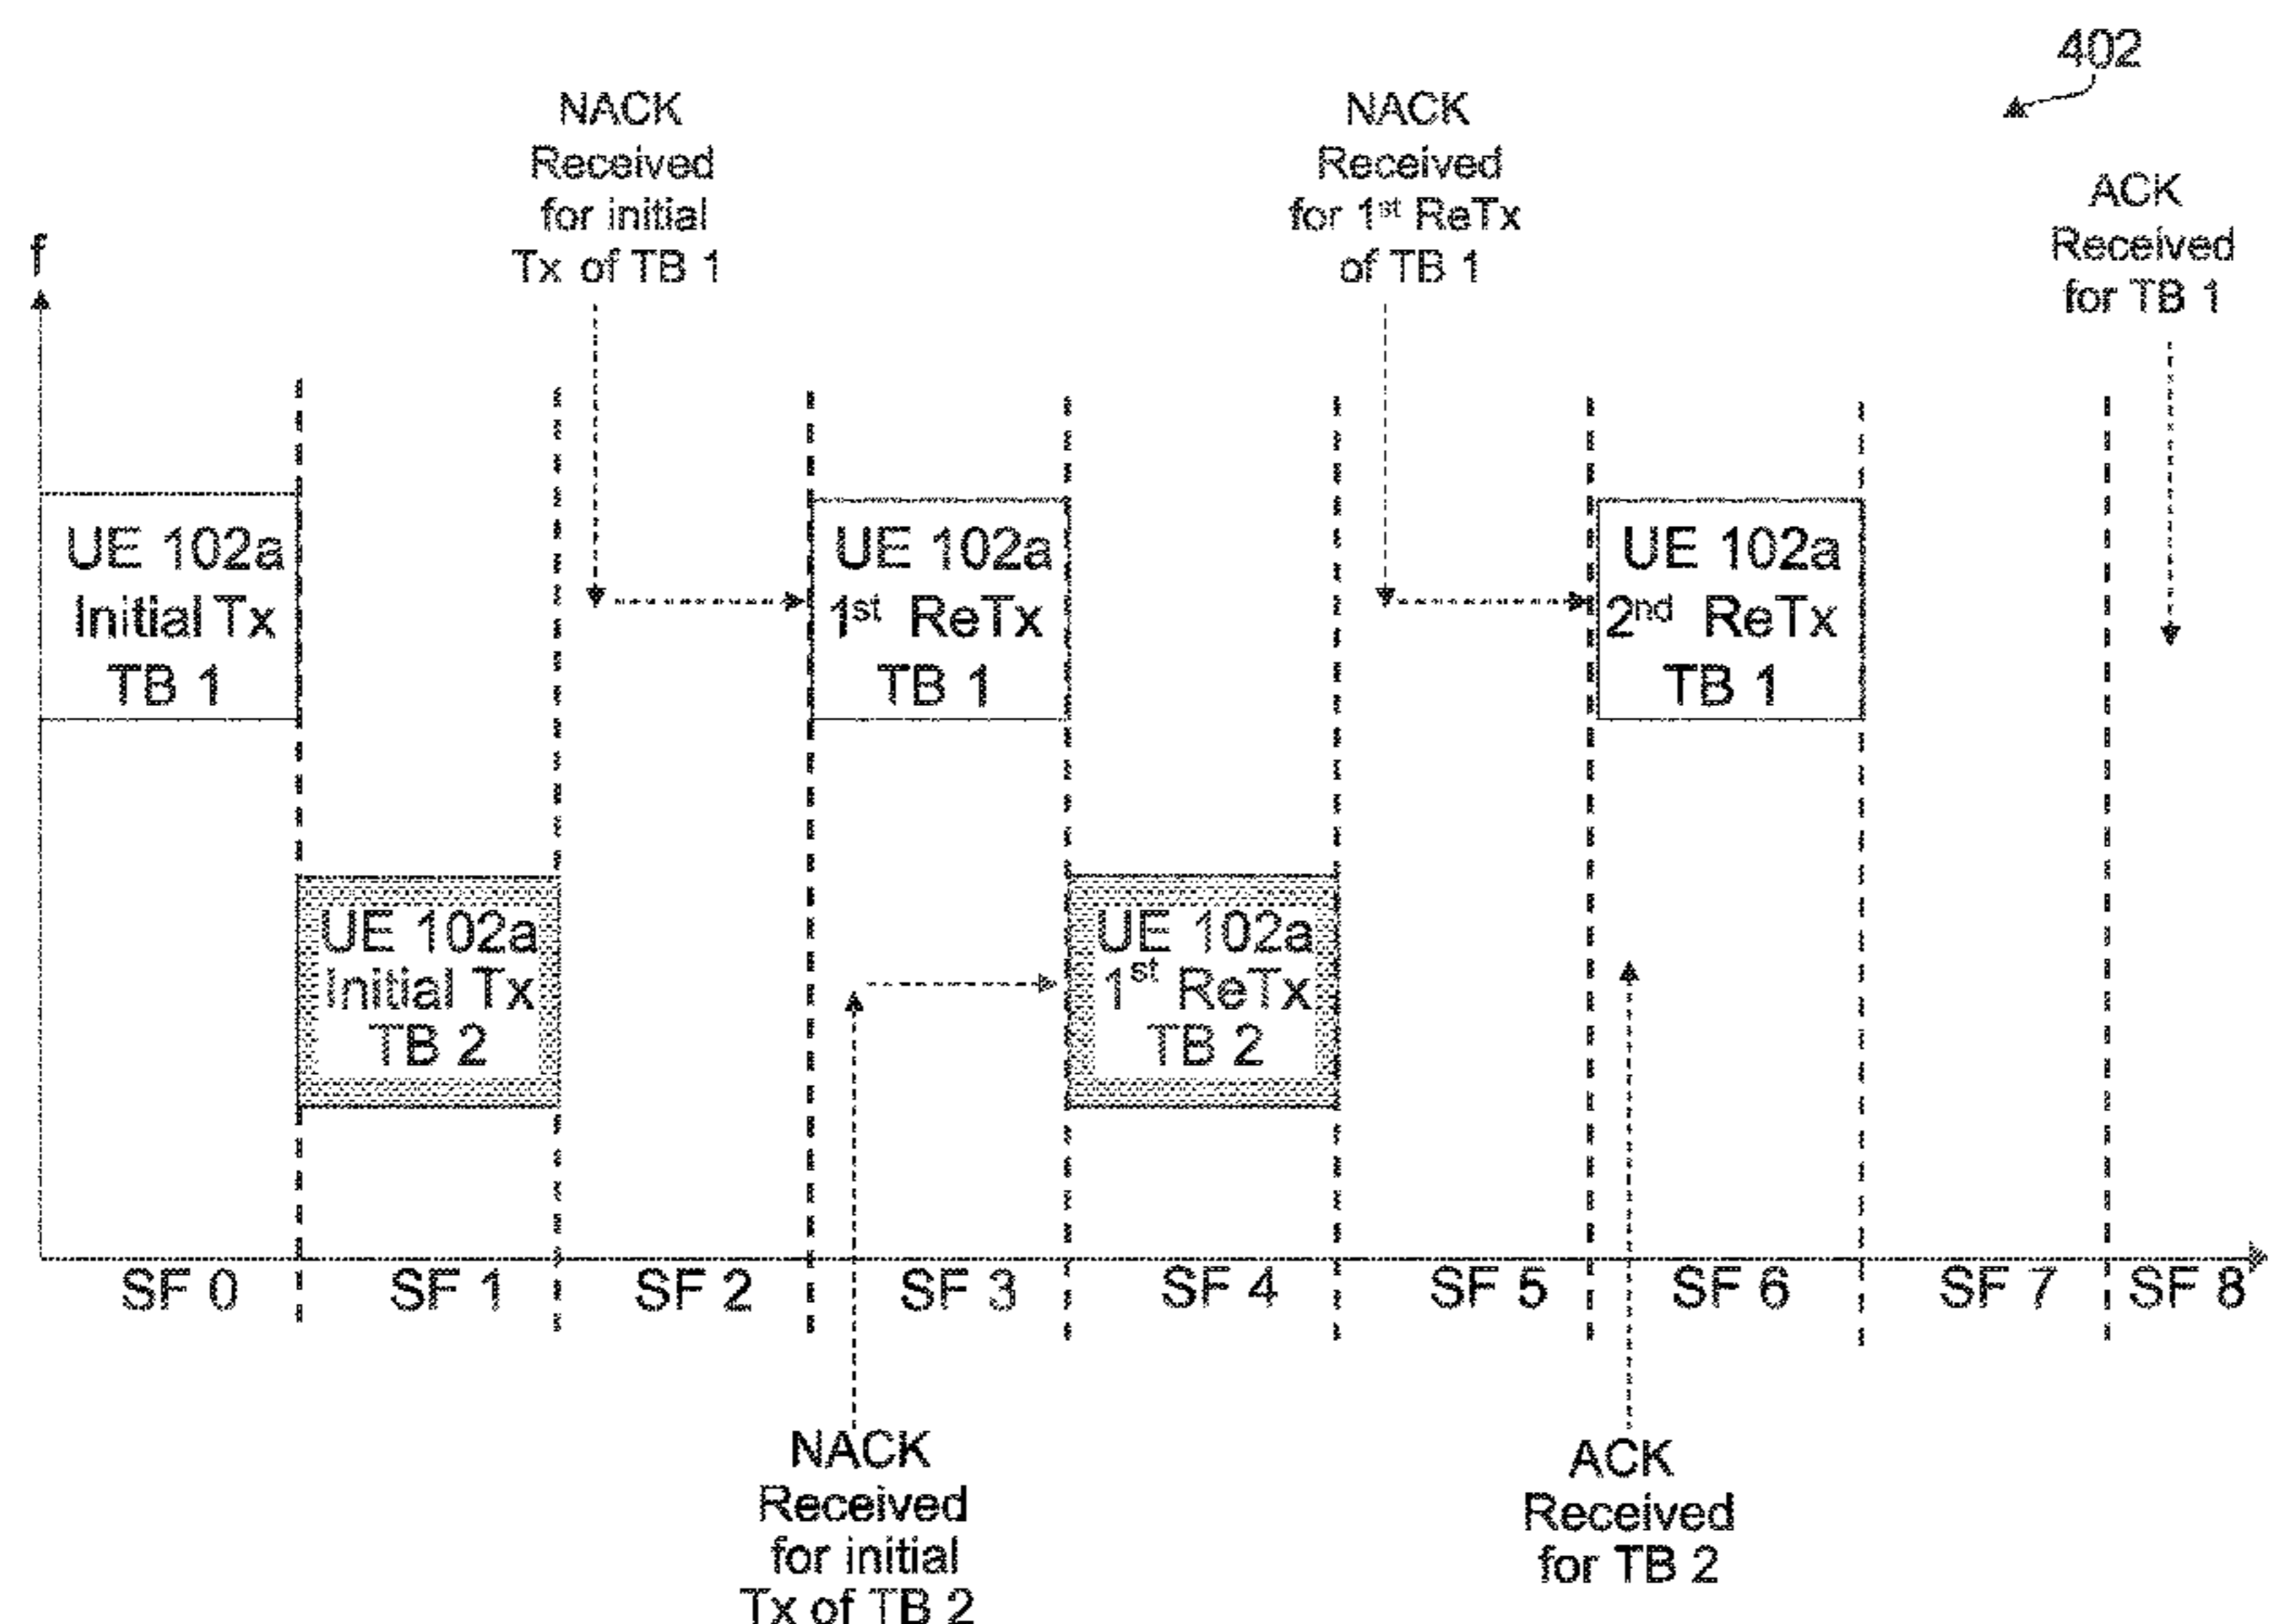 402
NACK
Received
for initial
Tx of TB 1
NACK
Received
for 1st ReTx
of TB 1
ACK
Received
for TB 1
f
UE 102a
Initial Tx
TB 1
UE 102a
1st ReTx
TB 1
UE 102a
2nd ReTx
TB 1
UE 102a
Initial Tx
TB 2
UE 102a
1st ReTx
TB 2
SF 0
SF 1
SF 2
SF 3
SF 4
SF 5
SF 6
SF 7
SF 8
NACK
Received
for initial
Tx of TB 2
ACK
Received
for TB 2